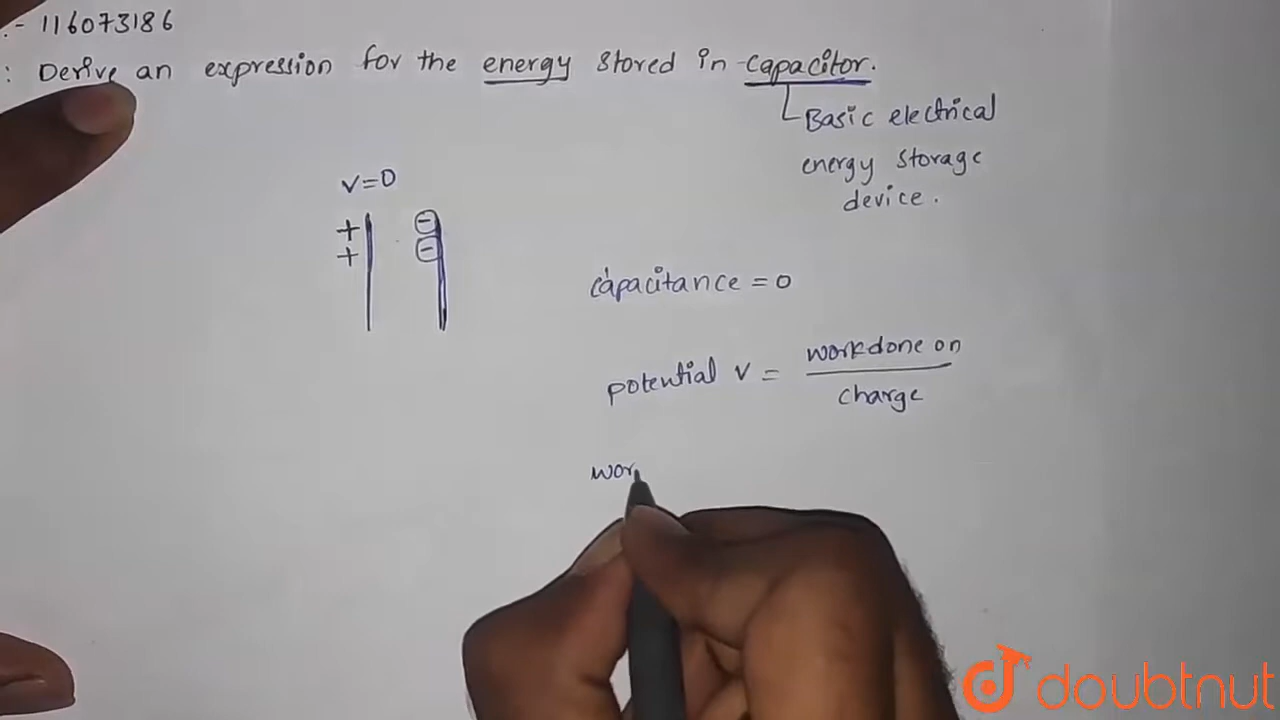 :- 116073186
: Derive an expression for the energy stored in capacitor.
Basic electrical
energy storage
device.
V=0
+ -
+ -
capacitance = 0
potential V = workdone on
charge
wor
doubtnut